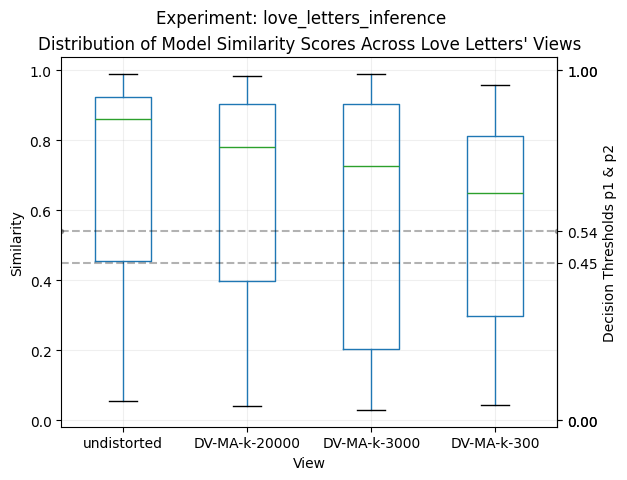 Experiment: love_letters_inference
Distribution of Model Similarity Scores Across Love Letters' Views
1.0
0.8
0.6
0.4
0.2
0.0
Similarity
1.00
0.54
0.45
0.00
Decision Thresholds p1 & p2
undistorted DV-MA-k-20000 DV-MA-k-3000 DV-MA-k-300
View